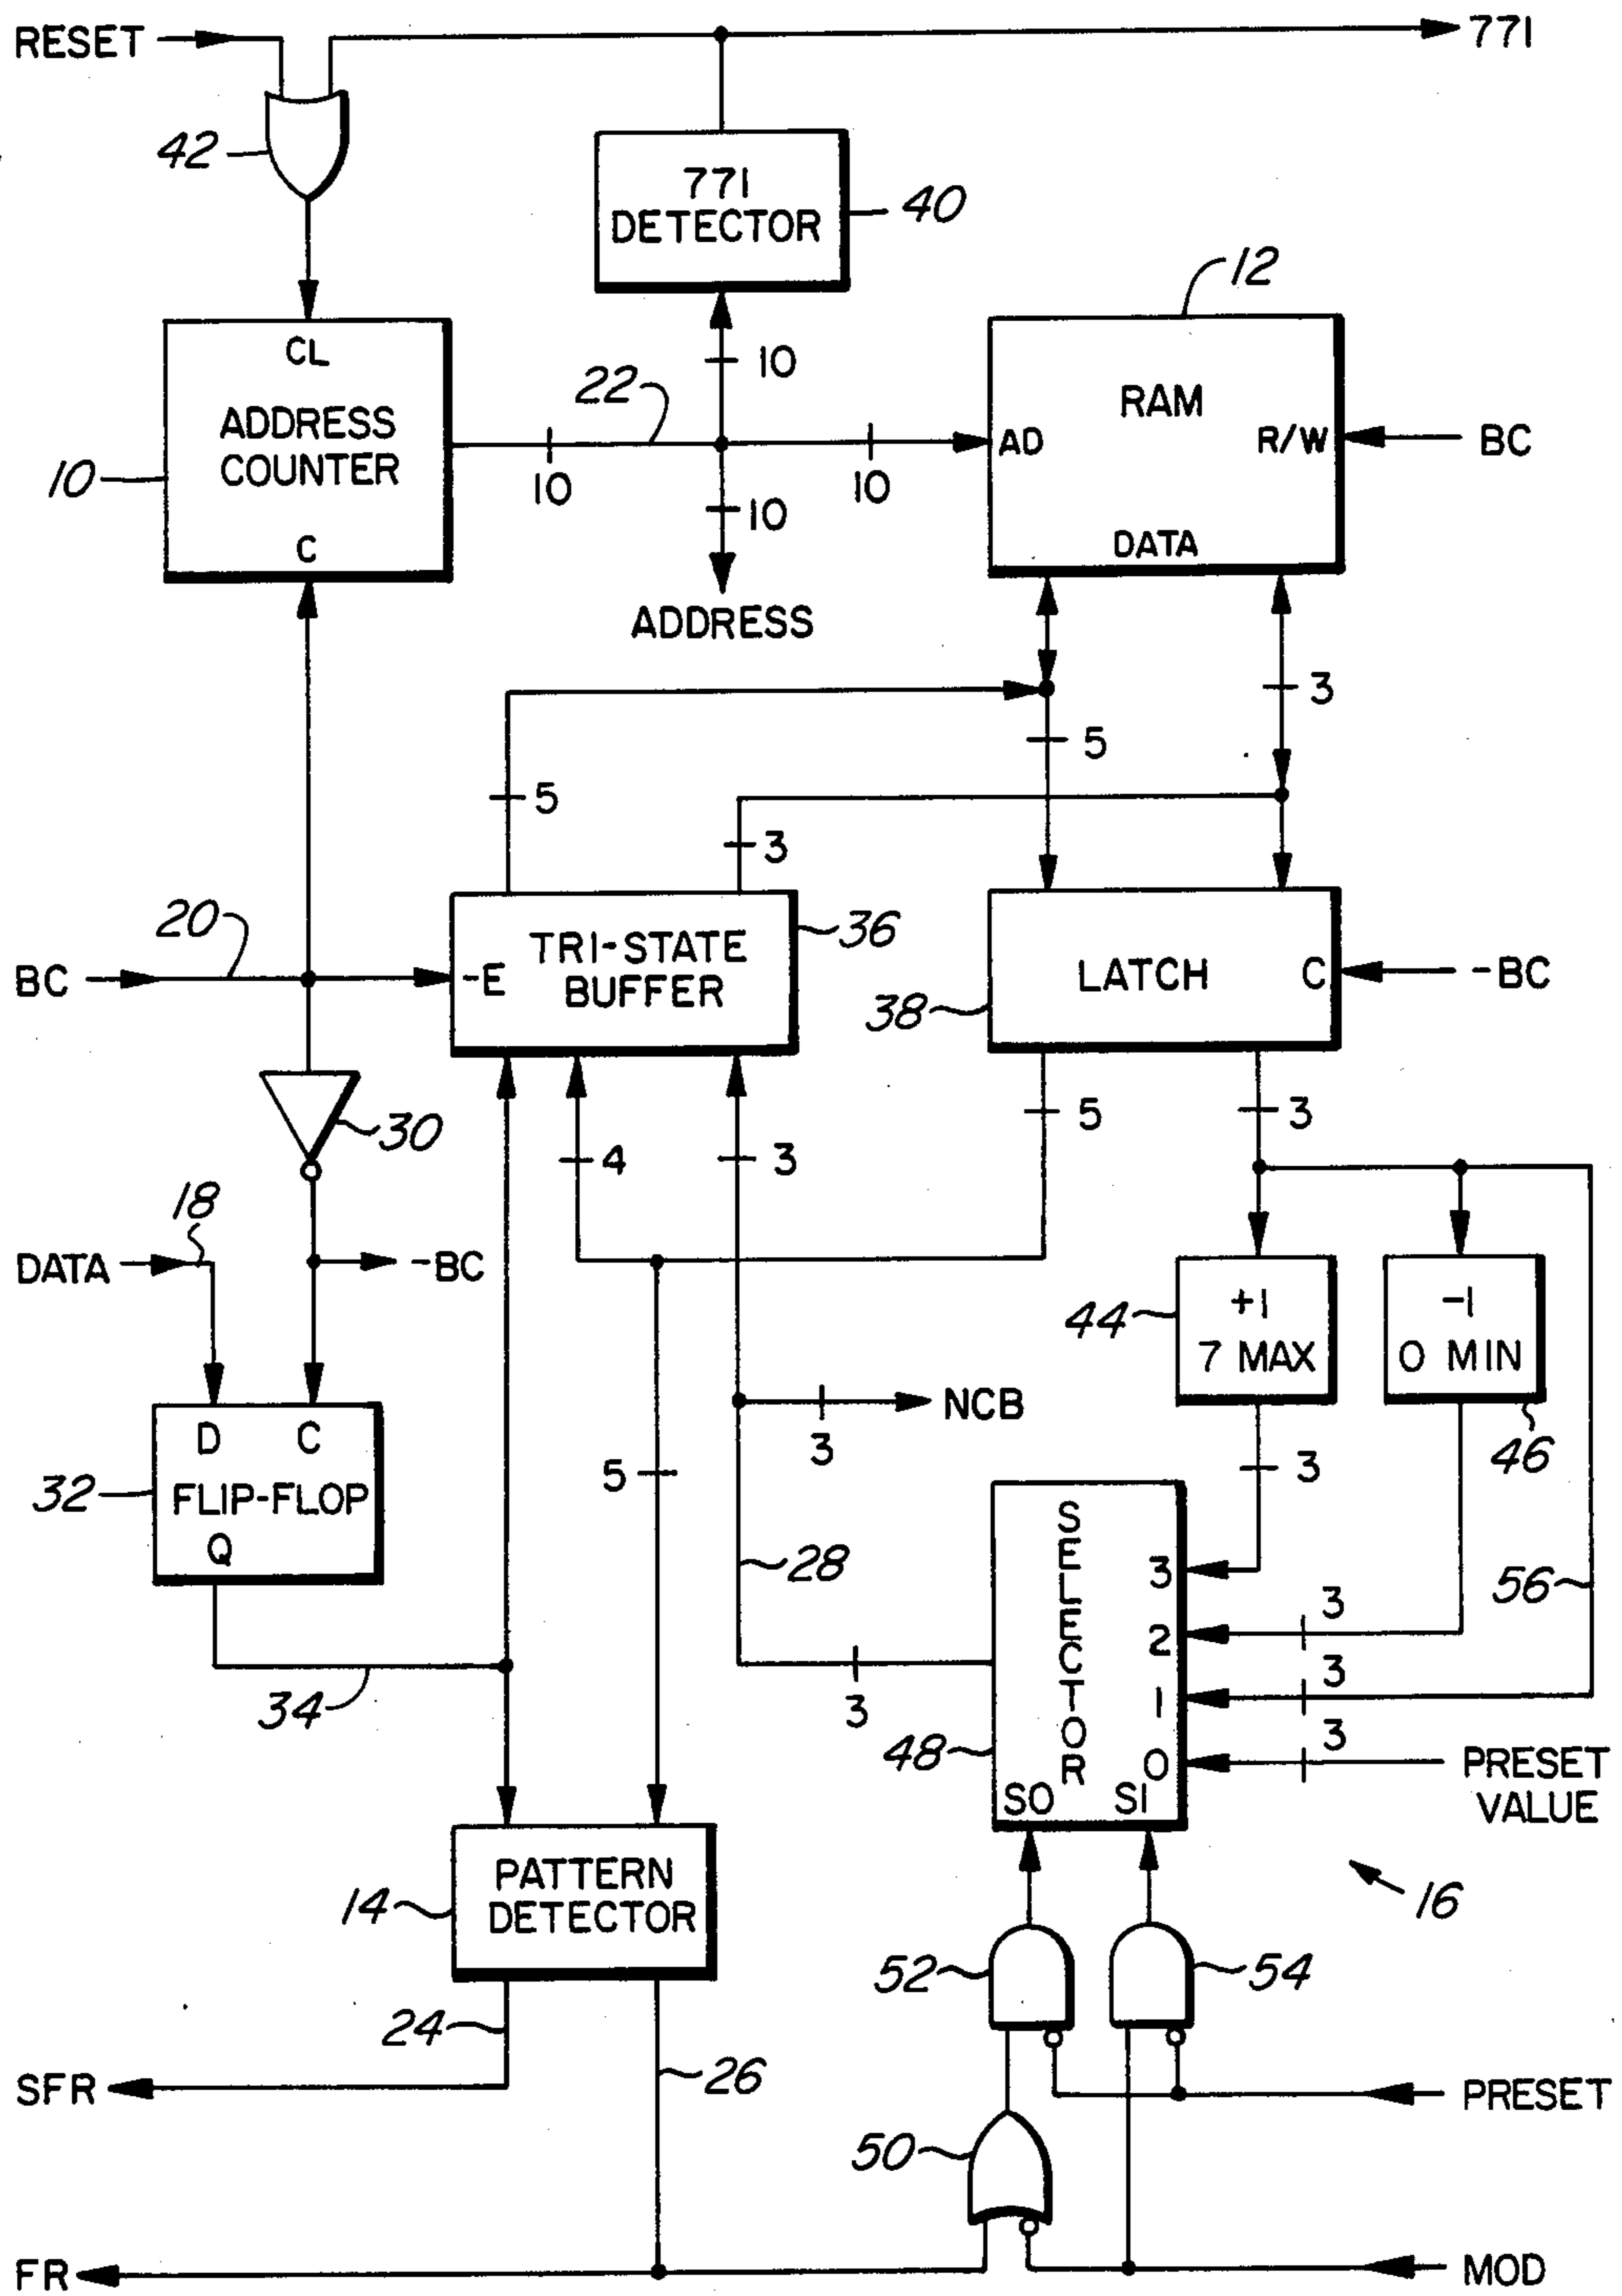 RESET
771
42
771
DETECTOR
40
12
CL
ADDRESS
COUNTER
C
10
22
10
10
10
10
ADDRESS
RAM
AD
R/W
BC
DATA
3
5
5
3
20
BC
-E
TRI-STATE
BUFFER
36
LATCH
C
-BC
38
30
4
3
5
3
18
DATA
-BC
+1
7 MAX
44
-1
0 MIN
46
NCB
3
D C
FLIP-FLOP
Q
32
5
3
28
SELECTOR
3
2
1
0
S0 S1
48
56
3
3
3
3
PRESET
VALUE
34
PATTERN
DETECTOR
14
16
52
54
24
26
SFR
PRESET
50
FR
MOD